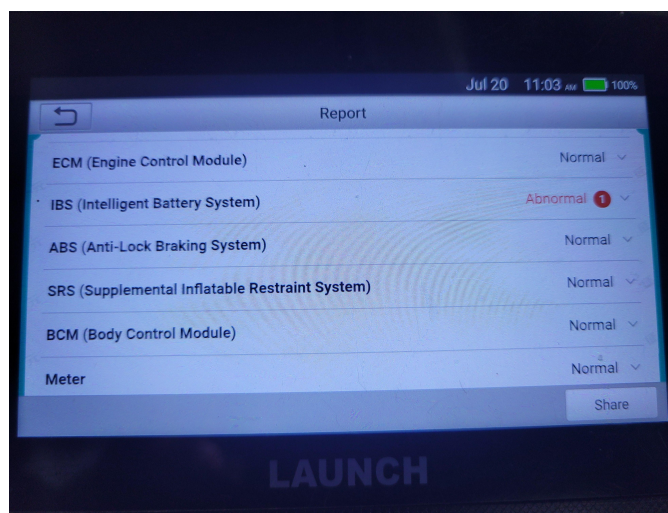 Jul 20 11:03 AM 100%
Report
ECM (Engine Control Module) Normal
IBS (Intelligent Battery System) Abnormal 1
ABS (Anti-Lock Braking System) Normal
SRS (Supplemental Inflatable Restraint System) Normal
BCM (Body Control Module) Normal
Meter Normal
Share
LAUNCH